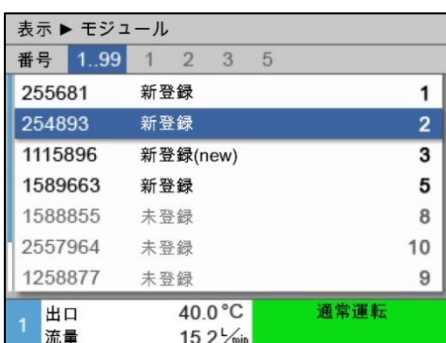 表示 ▶ モジュール
番号 1..99 1 2 3 5
255681 新登録 1
254893 新登録 2
1115896 新登録(new) 3
1589663 新登録 5
1588855 未登録 8
2557964 未登録 10
1258877 未登録 9
1 出口 40.0°C 通常運転
流量 15.2 L/min